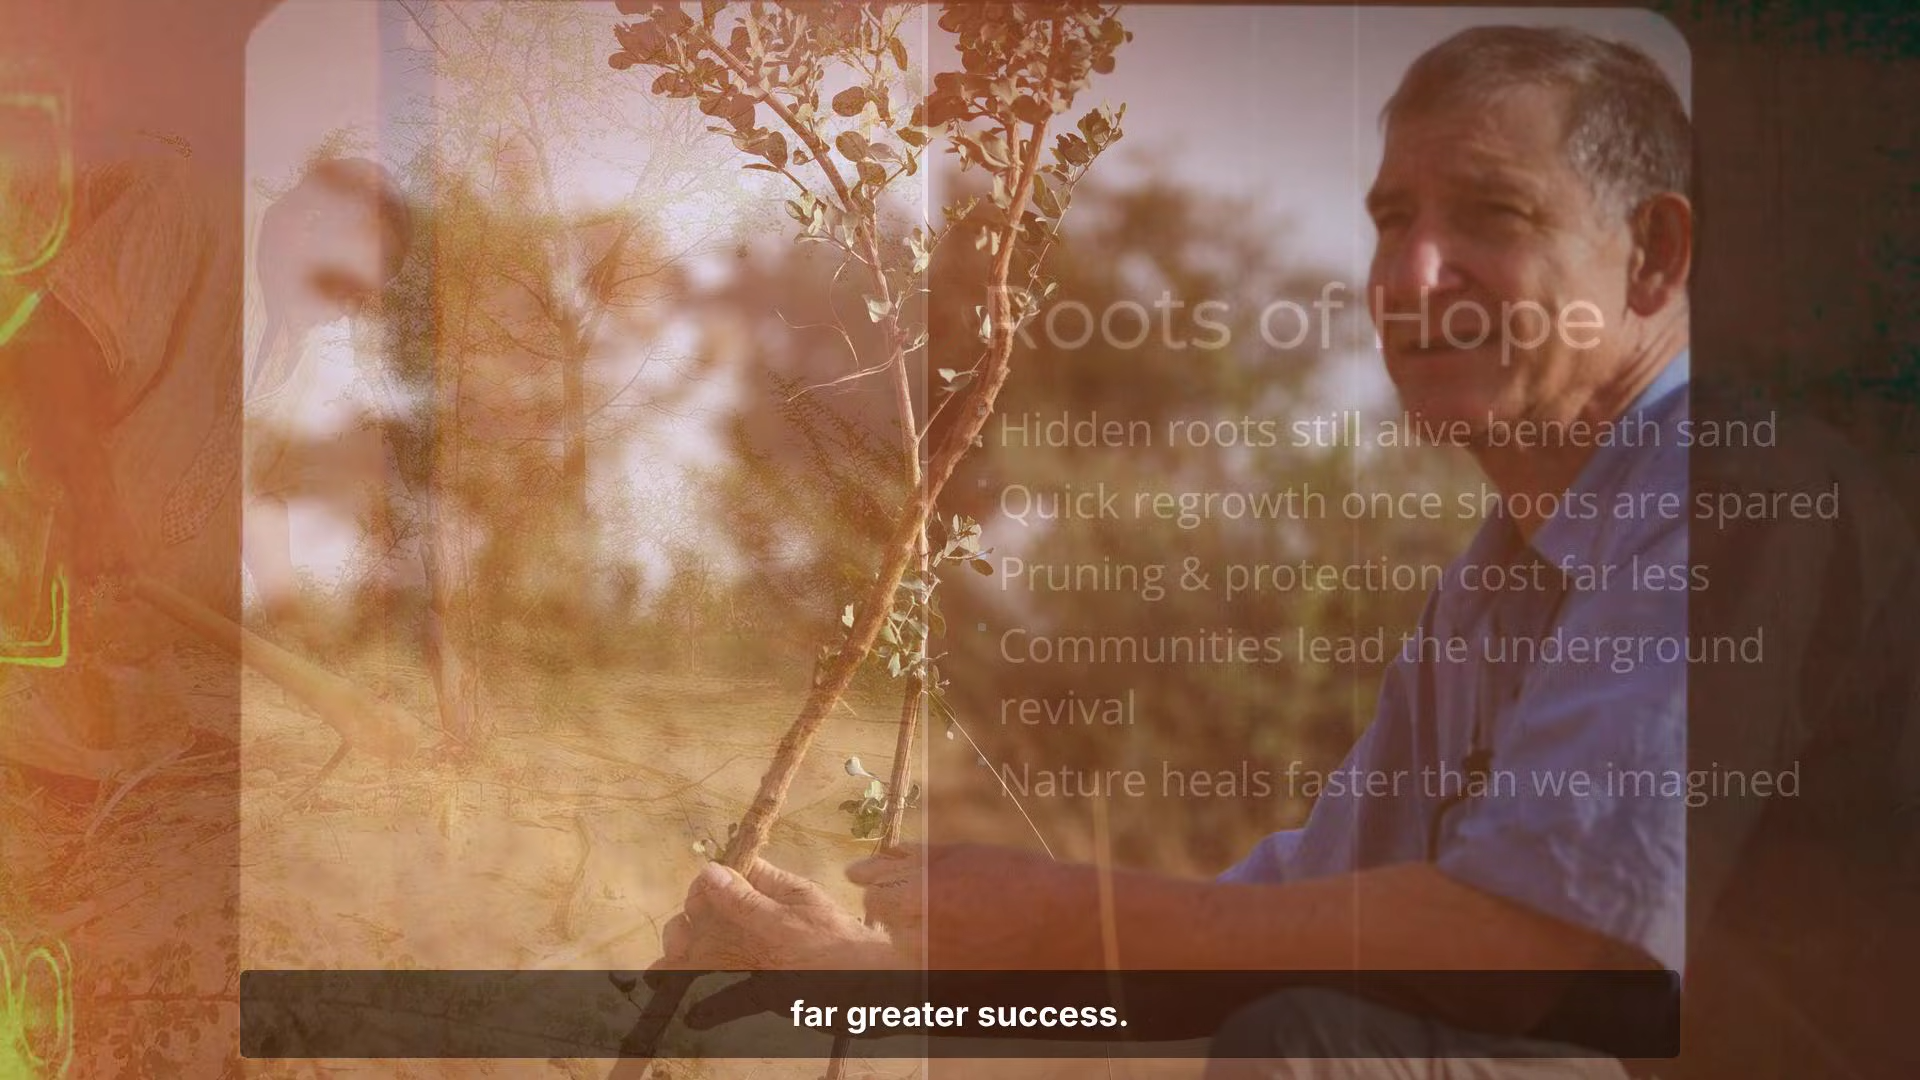 Roots of Hope
Hidden roots still alive beneath sand
Quick regrowth once shoots are spared
Pruning & protection cost far less
Communities lead the underground
revival
Nature heals faster than we imagined
far greater success.